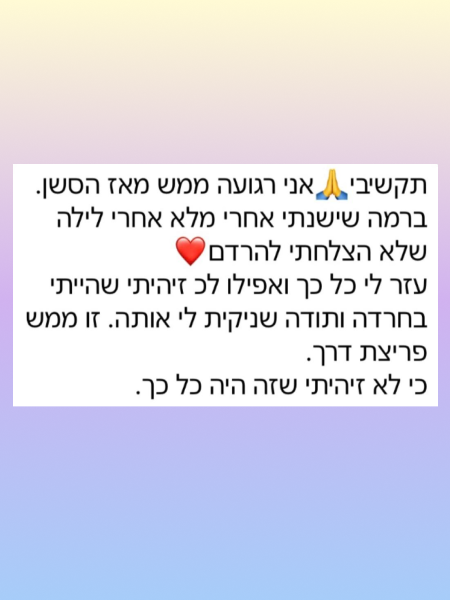 תקשיבי🙏אני רגועה ממש מאז הסשן.
ברמה שישנתי אחרי מלא אחרי לילה
שלא הצלחתי להרדם❤️
עזר לי כל כך ואפילו לכ זיהיתי שהייתי
בחרדה ותודה שניקית לי אותה. זו ממש
פריצת דרך.
כי לא זיהיתי שזה היה כל כך.